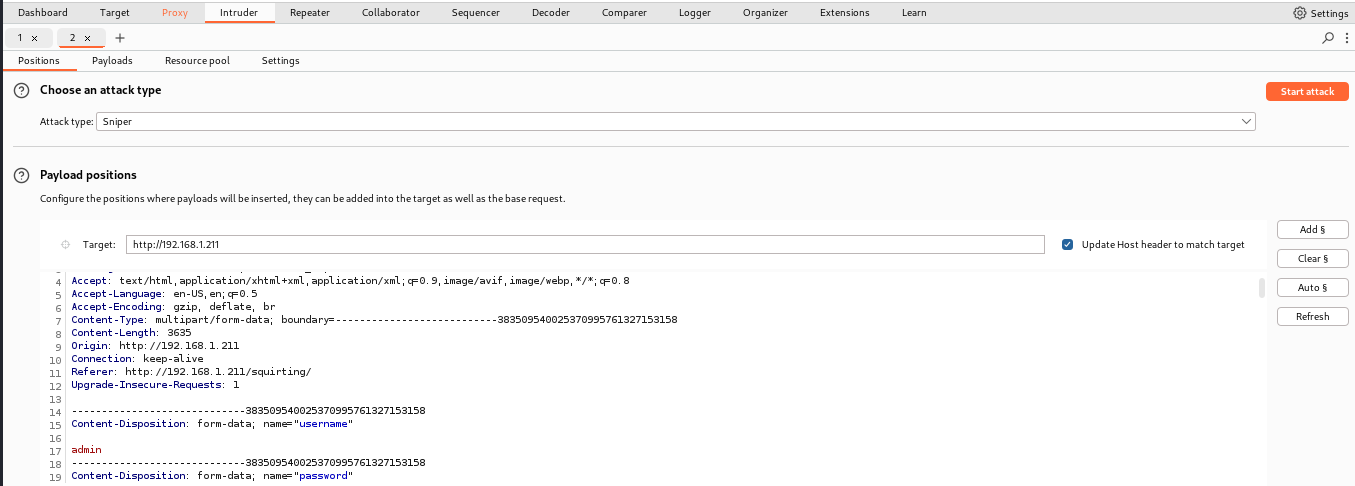 Dashboard Target Proxy Intruder Repeater Collaborator Sequencer Decoder Comparer Logger Organizer Extensions Learn Settings
1 × 2 × +
Positions Payloads Resource pool Settings
? Choose an attack type Start attack
Attack type: Sniper
? Payload positions
Configure the positions where payloads will be inserted, they can be added into the target as well as the base request.
Add §
Target: http://192.168.1.211 Update Host header to match target
Clear §
4 Accept: text/html,application/xhtml+xml,application/xml;q=0.9,image/avif,image/webp,*/*;q=0.8
Auto §
5 Accept-Language: en-US,en;q=0.5
6 Accept-Encoding: gzip, deflate, br
Refresh
7 Content-Type: multipart/form-data; boundary=---------------------------383509540025370995761327153158
8 Content-Length: 3635
9 Origin: http://192.168.1.211
10 Connection: keep-alive
11 Referer: http://192.168.1.211/squirting/
12 Upgrade-Insecure-Requests: 1
13
14 -----------------------------383509540025370995761327153158
15 Content-Disposition: form-data; name="username"
16
17 admin
18 -----------------------------383509540025370995761327153158
19 Content-Disposition: form-data; name="password"